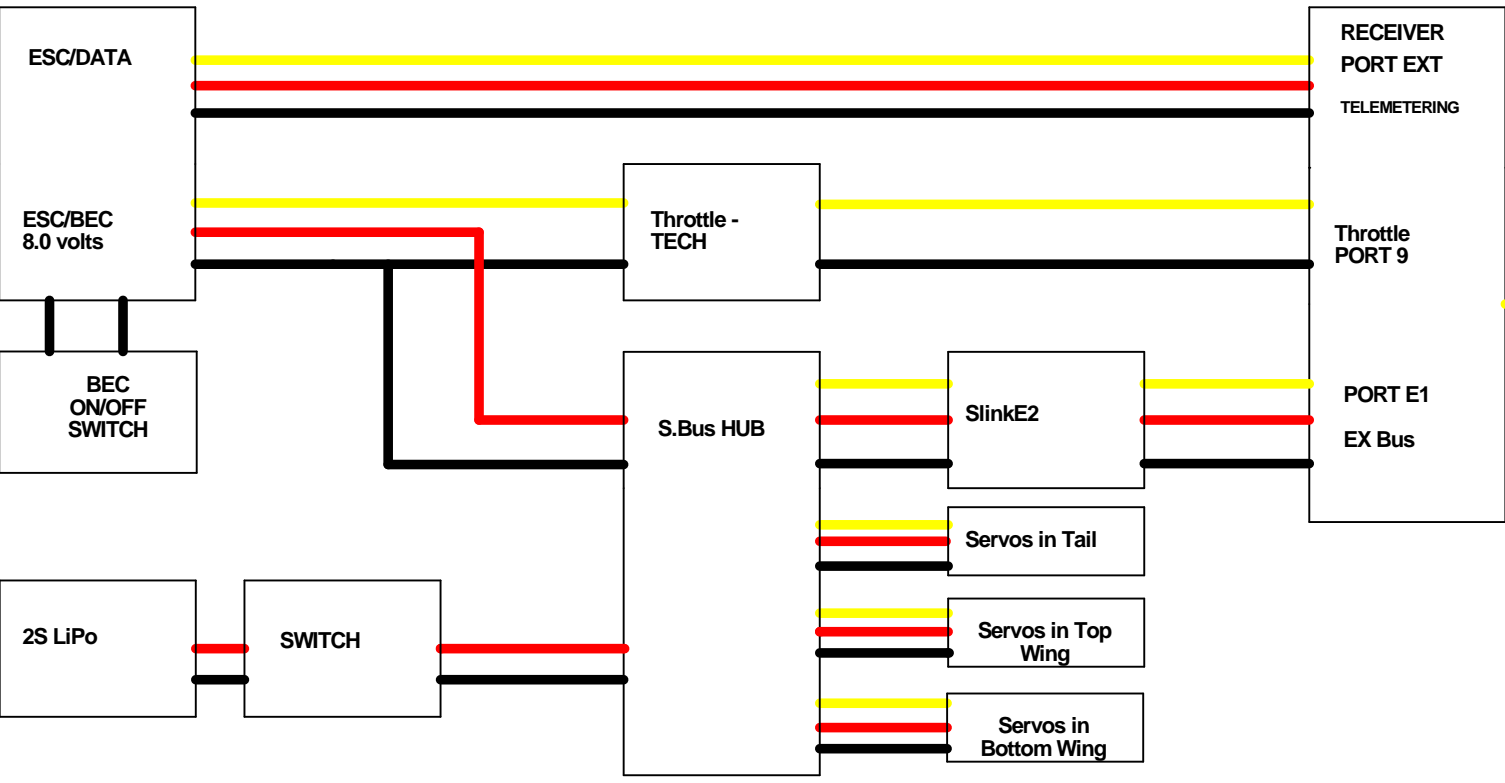 ESC/DATA
RECEIVER
PORT EXT
TELEMETERING
ESC/BEC
8.0 volts
Throttle -
TECH
Throttle
PORT 9
BEC
ON/OFF
SWITCH
S.Bus HUB
SlinkE2
PORT E1
EX Bus
Servos in Tail
2S LiPo
SWITCH
Servos in Top
Wing
Servos in
Bottom Wing